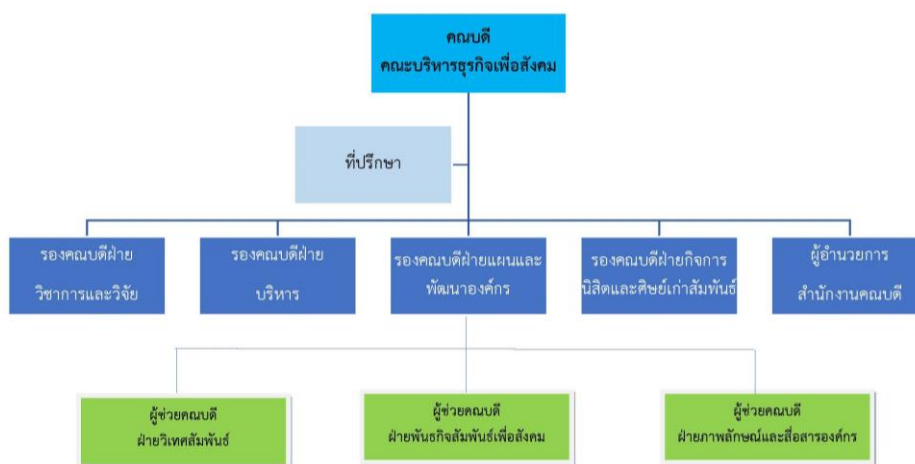 คณบดี
คณะบริหารธุรกิจเพื่อสังคม
ที่ปรึกษา
รองคณบดีฝ่าย
วิชาการและวิจัย
รองคณบดีฝ่าย
บริหาร
รองคณบดีฝ่ายแผนและ
พัฒนาองค์กร
รองคณบดีฝ่ายกิจการ
นิสิตและศิษย์เก่าสัมพันธ์
ผู้อำนวยการ
สำนักงานคณบดี
ผู้ช่วยคณบดี
ฝ่ายวิเทศสัมพันธ์
ผู้ช่วยคณบดี
ฝ่ายพันธกิจสัมพันธ์เพื่อสังคม
ผู้ช่วยคณบดี
ฝ่ายภาพลักษณ์และสื่อสารองค์กร